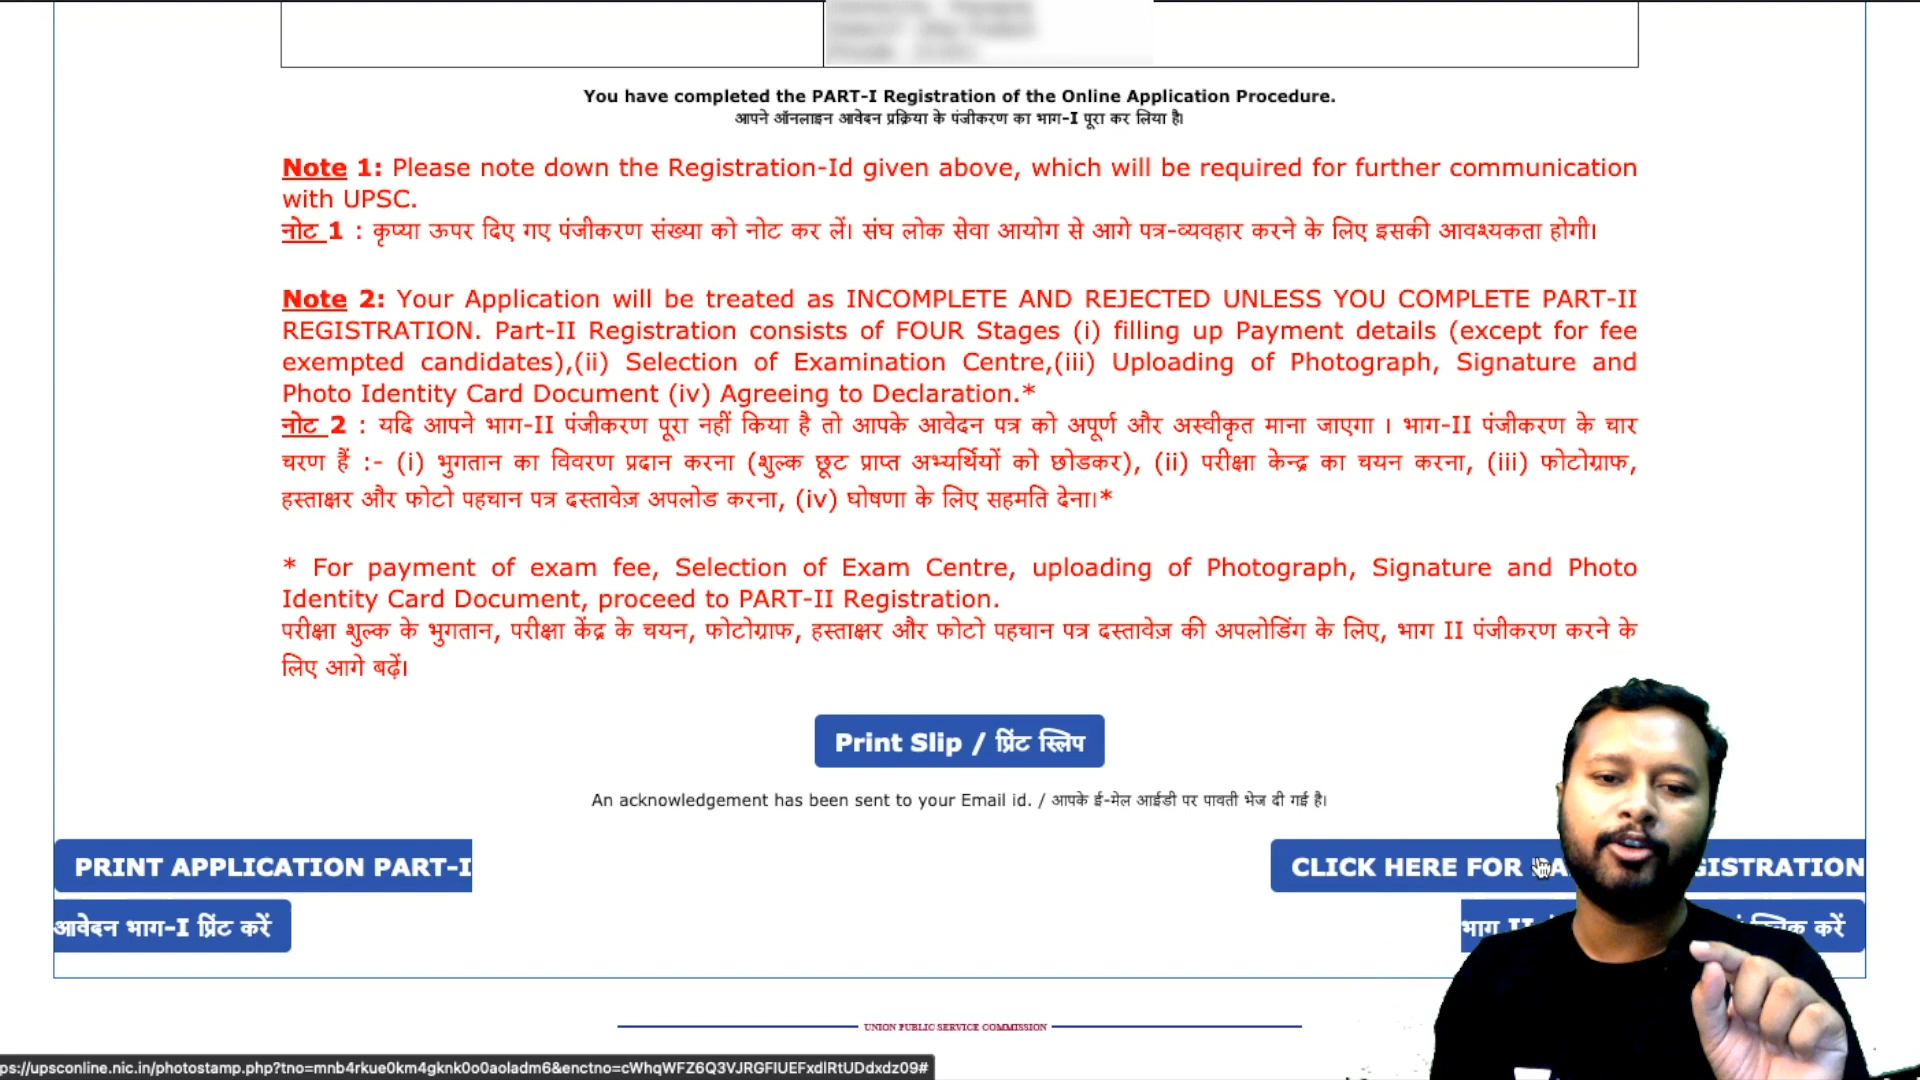 You have completed the PART-I Registration of the Online Application Procedure.
आपने ऑनलाइन आवेदन प्रक्रिया के पंजीकरण का भाग-I पूरा कर लिया है।
Note 1: Please note down the Registration-Id given above, which will be required for further communication
with UPSC.
नोट 1 : कृप्या ऊपर दिए गए पंजीकरण संख्या को नोट कर लें। संघ लोक सेवा आयोग से आगे पत्र-व्यवहार करने के लिए इसकी आवश्यकता होगी।
Note 2: Your Application will be treated as INCOMPLETE AND REJECTED UNLESS YOU COMPLETE PART-II
REGISTRATION. Part-II Registration consists of FOUR Stages (i) filling up Payment details (except for fee
exempted candidates),(ii) Selection of Examination Centre,(iii) Uploading of Photograph, Signature and
Photo Identity Card Document (iv) Agreeing to Declaration.*
नोट 2 : यदि आपने भाग-II पंजीकरण पूरा नहीं किया है तो आपके आवेदन पत्र को अपूर्ण और अस्वीकृत माना जाएगा । भाग-II पंजीकरण के चार
चरण हैं :- (i) भुगतान का विवरण प्रदान करना (शुल्क छूट प्राप्त अभ्यर्थियों को छोडकर), (ii) परीक्षा केन्द्र का चयन करना, (iii) फोटोग्राफ,
हस्ताक्षर और फोटो पहचान पत्र दस्तावेज़ अपलोड करना, (iv) घोषणा के लिए सहमति देना।*
* For payment of exam fee, Selection of Exam Centre, uploading of Photograph, Signature and Photo
Identity Card Document, proceed to PART-II Registration.
परीक्षा शुल्क के भुगतान, परीक्षा केंद्र के चयन, फोटोग्राफ, हस्ताक्षर और फोटो पहचान पत्र दस्तावेज़ की अपलोडिंग के लिए, भाग II पंजीकरण करने के
लिए आगे बढ़ें।
Print Slip / प्रिंट स्लिप
An acknowledgement has been sent to your Email id. / आपके ई-मेल आईडी पर पावती भेज दी गई है।
PRINT APPLICATION PART-I
CLICK HERE FOR GISTRATION
आवेदन भाग-I प्रिंट करें
भाग II करें
UNION PUBLIC SERVICE COMMISSION
ps://upsconline.nic.in/photostamp.php?tno=mnb4rkue0km4gknk0o0aoladm6&enctno=cWhqWFZ6Q3VJRGFIUEFxdlRtUDdxdz09#